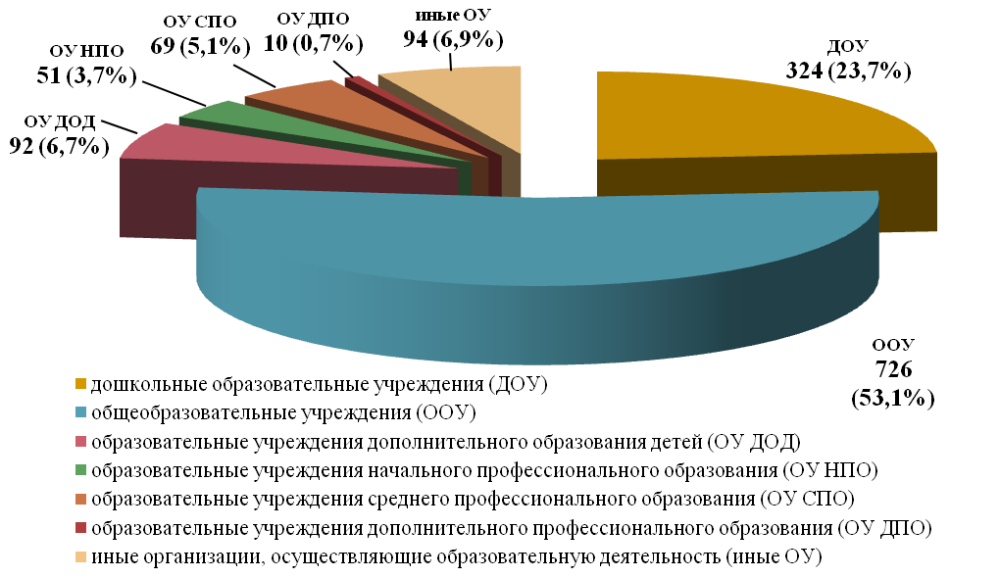 ОУ ДОД
92 (6,7%)
ОУ НПО
51 (3,7%)
ОУ СПО
69 (5,1%)
ОУ ДПО
10 (0,7%)
иные ОУ
94 (6,9%)
ДОУ
324 (23,7%)
ООУ
726
(53,1%)
дошкольные образовательные учреждения (ДОУ)
общеобразовательные учреждения (ООУ)
образовательные учреждения дополнительного образования детей (ОУ ДОД)
образовательные учреждения начального профессионального образования (ОУ НПО)
образовательные учреждения среднего профессионального образования (ОУ СПО)
образовательные учреждения дополнительного профессионального образования (ОУ ДПО)
иные организации, осуществляющие образовательную деятельность (иные ОУ)